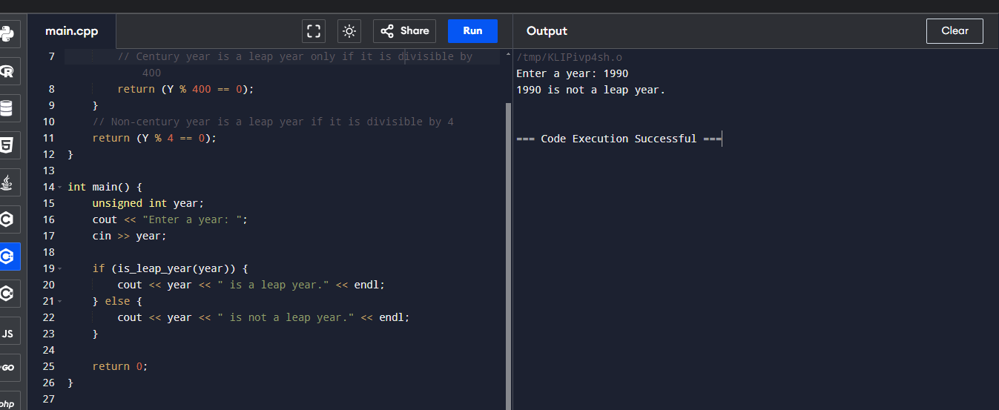 main.cpp
Share
Run
Output
Clear
7 // Century year is a leap year only if it is divisible by
400
8 return (Y % 400 == 0);
9 }
10 // Non-century year is a leap year if it is divisible by 4
11 return (Y % 4 == 0);
12 }
13
14 int main() {
15 unsigned int year;
16 cout << "Enter a year: ";
17 cin >> year;
18
19 if (is_leap_year(year)) {
20 cout << year << " is a leap year." << endl;
21 } else {
22 cout << year << " is not a leap year." << endl;
23 }
24
25 return 0;
26 }
27
/tmp/KLIPivp4sh.o
Enter a year: 1990
1990 is not a leap year.
=== Code Execution Successful ===
R
5
C
C
C
JS
GO
php